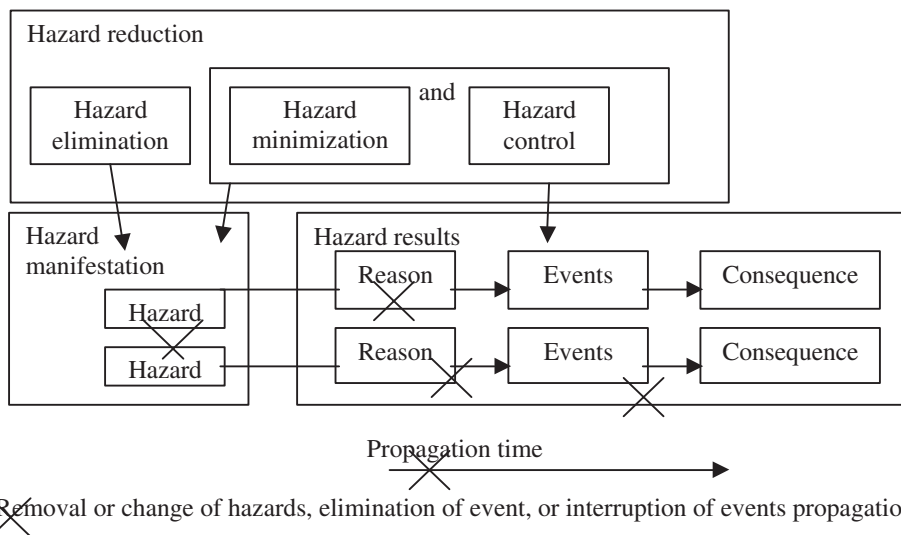 Hazard reduction
Hazard
elimination
Hazard
minimization
and
Hazard
control
Hazard
manifestation
Hazard
Hazard
Hazard results
Reason
Events
Consequence
Reason
Events
Consequence
Propagation time
Removal or change of hazards, elimination of event, or interruption of events propagatio